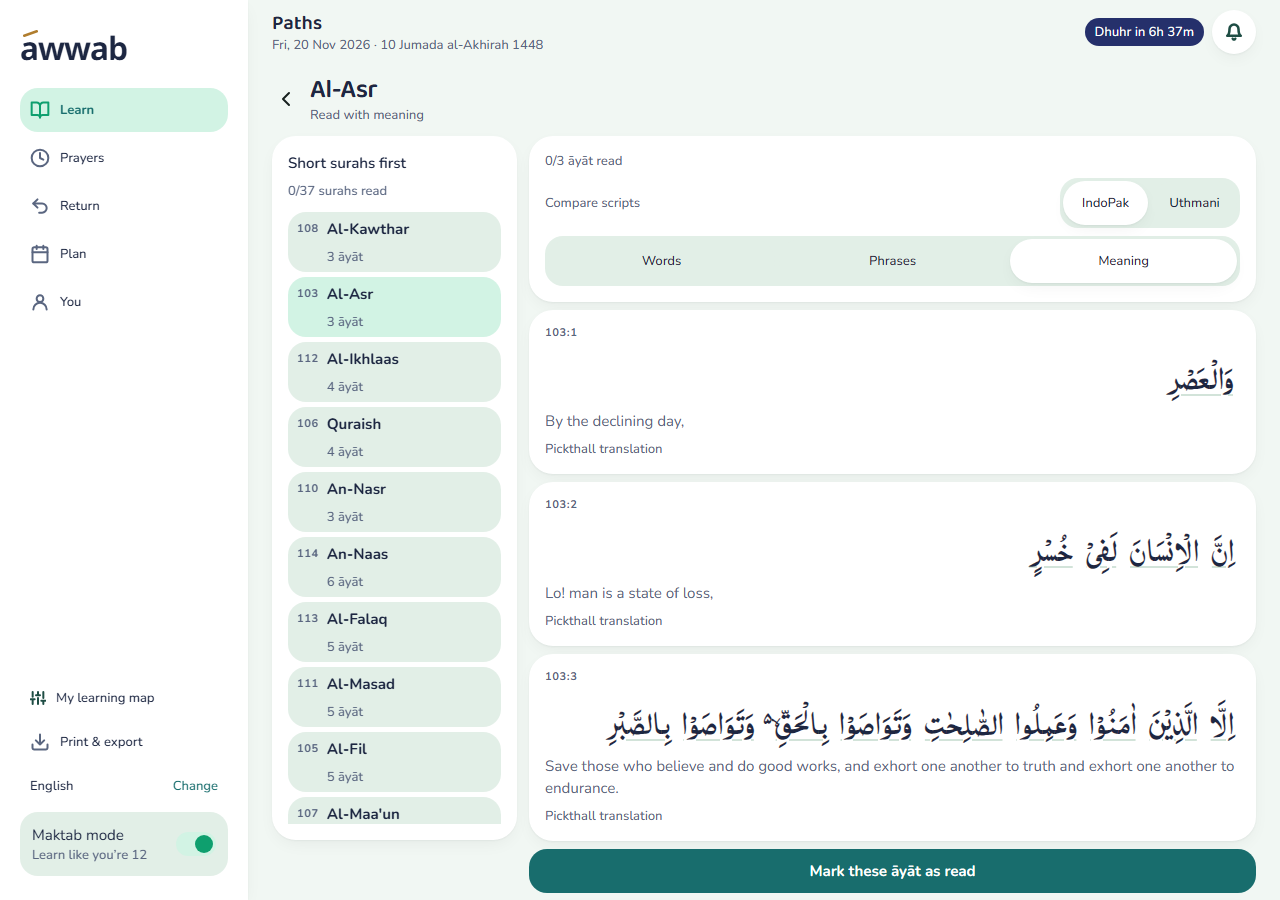 awwab
Learn
Prayers
Return
Plan
You
My learning map
Print & export
English
Change
Maktab mode
Learn like you're 12
Paths
Fri, 20 Nov 2026 · 10 Jumada al-Akhirah 1448
Dhuhr in 6h 37m
Al-Asr
Read with meaning
Short surahs first
0/37 surahs read
108 Al-Kawthar
3 āyāt
103 Al-Asr
3 āyāt
112 Al-Ikhlaas
4 āyāt
106 Quraish
4 āyāt
110 An-Nasr
3 āyāt
114 An-Naas
6 āyāt
113 Al-Falaq
5 āyāt
111 Al-Masad
5 āyāt
105 Al-Fil
5 āyāt
107 Al-Maa'un
0/3 āyāt read
Compare scripts
IndoPak
Uthmani
Words
Phrases
Meaning
103:1
وَالْعَصْرِ
By the declining day,
Pickthall translation
103:2
اِنَّ الْاِنْسَانَ لَفِیْ خُسْرٍ
Lo! man is a state of loss,
Pickthall translation
103:3
اِلَّا الَّذِیْنَ اٰمَنُوْا وَعَمِلُوا الصّٰلِحٰتِ وَتَوَاصَوْا بِالْحَقِّ ۙ۬ وَتَوَاصَوْا بِالصَّبْرِ
Save those who believe and do good works, and exhort one another to truth and exhort one another to
endurance.
Pickthall translation
Mark these āyāt as read